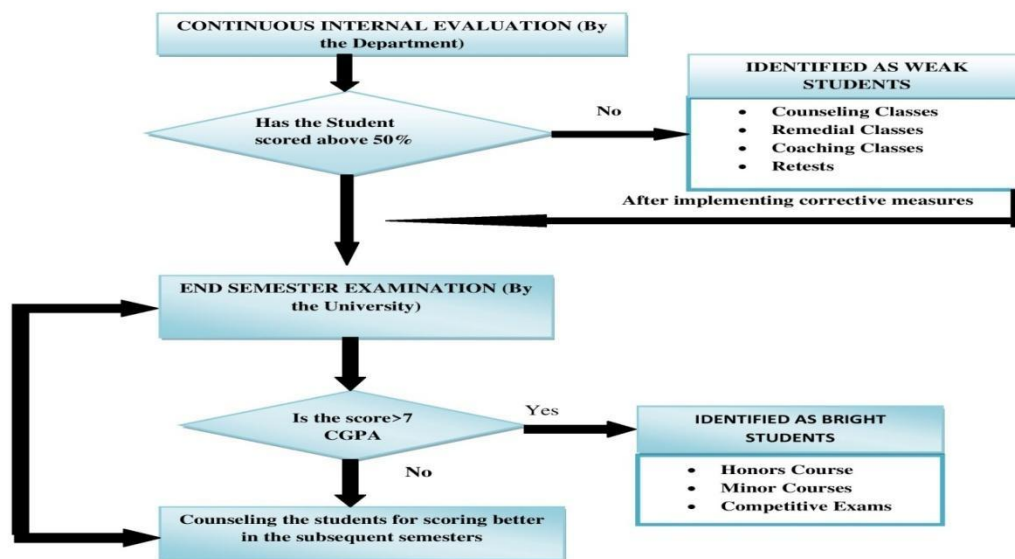 CONTINUOUS INTERNAL EVALUATION (By
the Department)
Has the Student
scored above 50%
No
IDENTIFIED AS WEAK
STUDENTS
• Counseling Classes
• Remedial Classes
• Coaching Classes
• Retests
After implementing corrective measures
END SEMESTER EXAMINATION (By
the University)
Is the score>7
CGPA
Yes
IDENTIFIED AS BRIGHT
STUDENTS
• Honors Course
• Minor Courses
• Competitive Exams
No
Counseling the students for scoring better
in the subsequent semesters